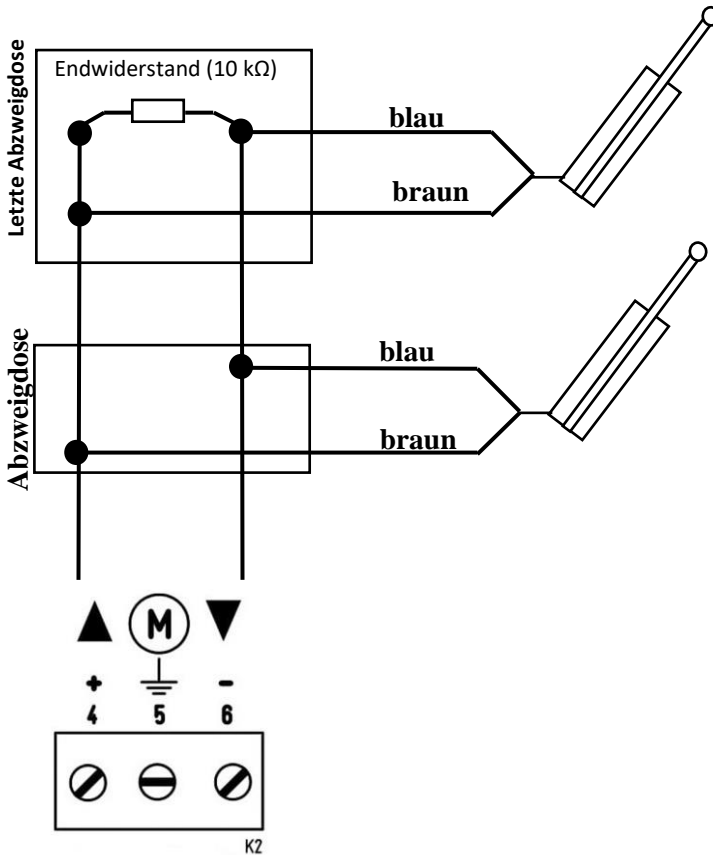 Letzte Abzweigdose
Endwiderstand (10 kΩ)
blau
braun
Abzweigdose
blau
braun
M
+ -
4 5 6
K2